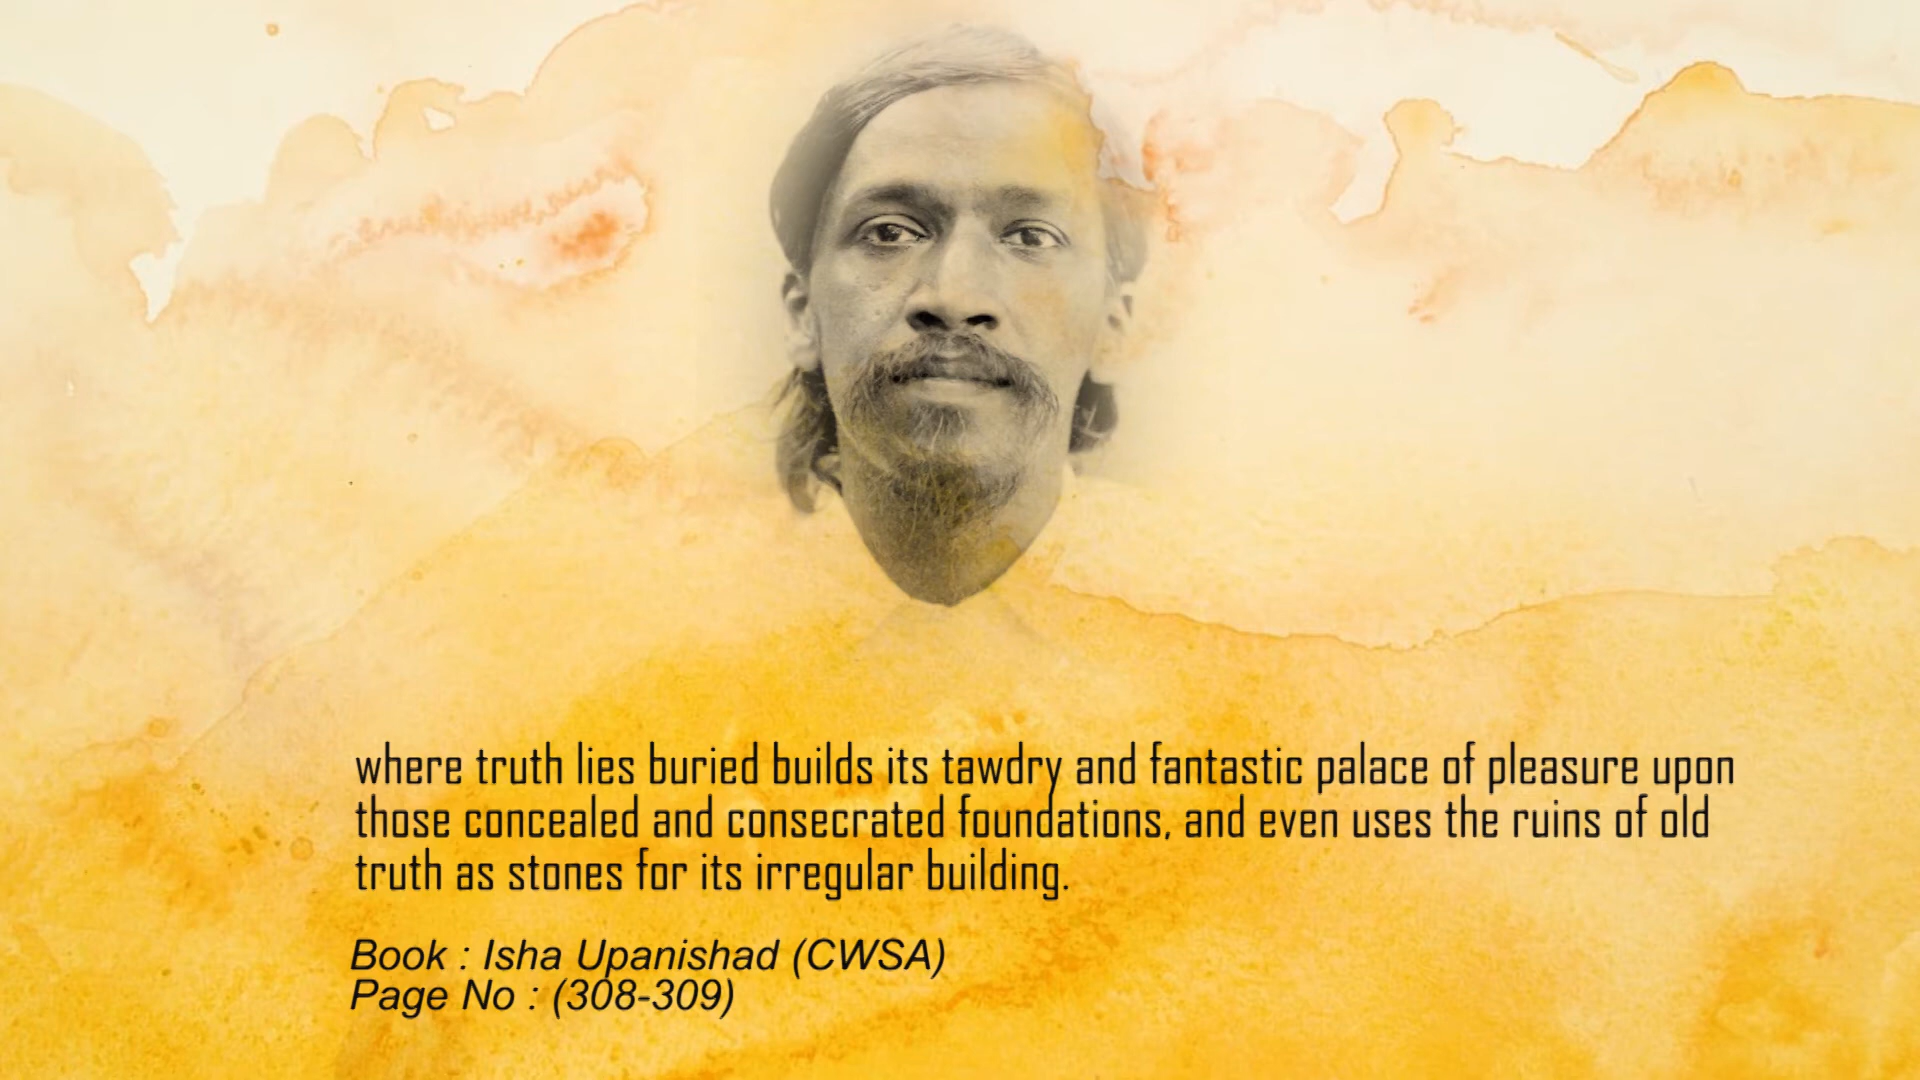 where truth lies buried builds its tawdry and fantastic palace of pleasure upon
those concealed and consecrated foundations, and even uses the ruins of old
truth as stones for its irregular building.
Book : Isha Upanishad (CWSA)
Page No : (308-309)